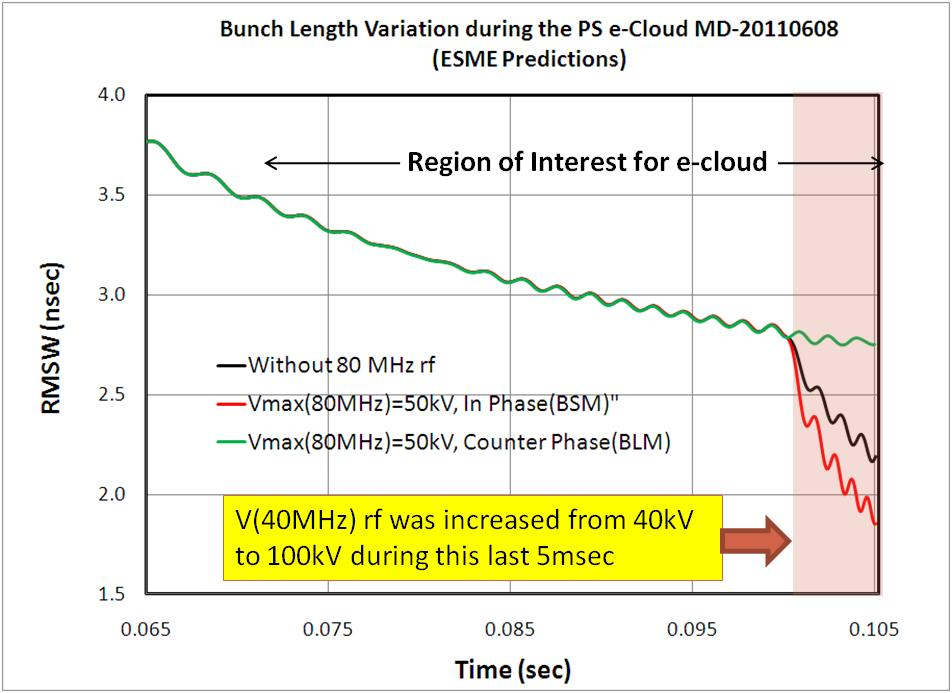 Bunch Length Variation during the PS e-Cloud MD-20110608
(ESME Predictions)
4.0
Region of Interest for e-cloud
3.5
3.0
RMSW (nsec)
Without 80 MHz rf
2.5
Vmax(80MHz)=50kV, In Phase(BSM)"
Vmax(80MHz)=50kV, Counter Phase(BLM)
2.0
V(40MHz) rf was increased from 40kV
to 100kV during this last 5msec
1.5
0.065 0.075 0.085 0.095 0.105
Time (sec)